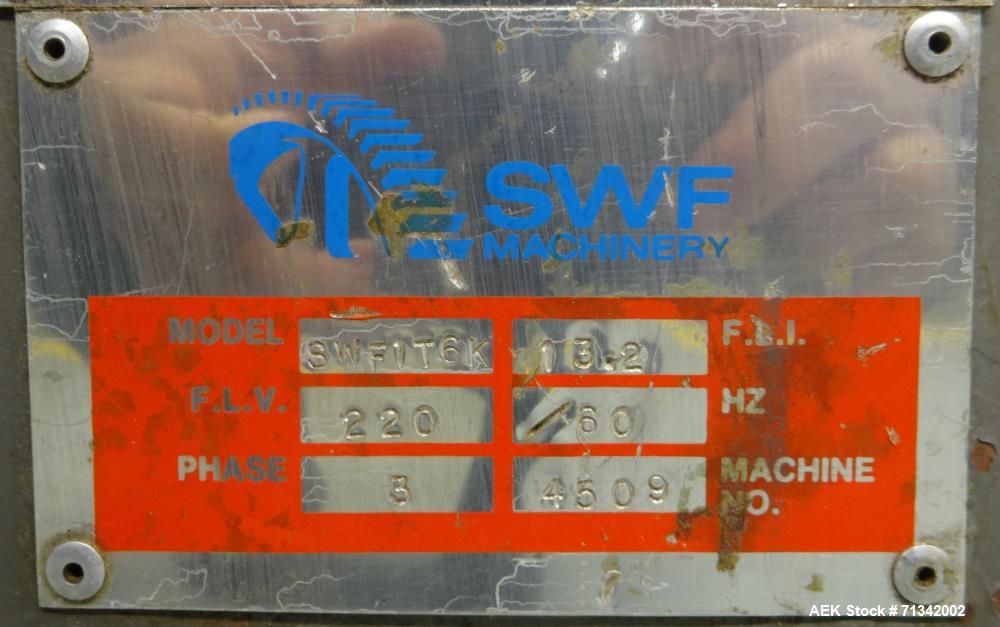 SWF
MACHINERY
MODEL SWF1T6K 13.2 F.L.I.
F.L.V. 220 60 HZ
PHASE 3 4509 MACHINE
NO.
AEK Stock #71342002